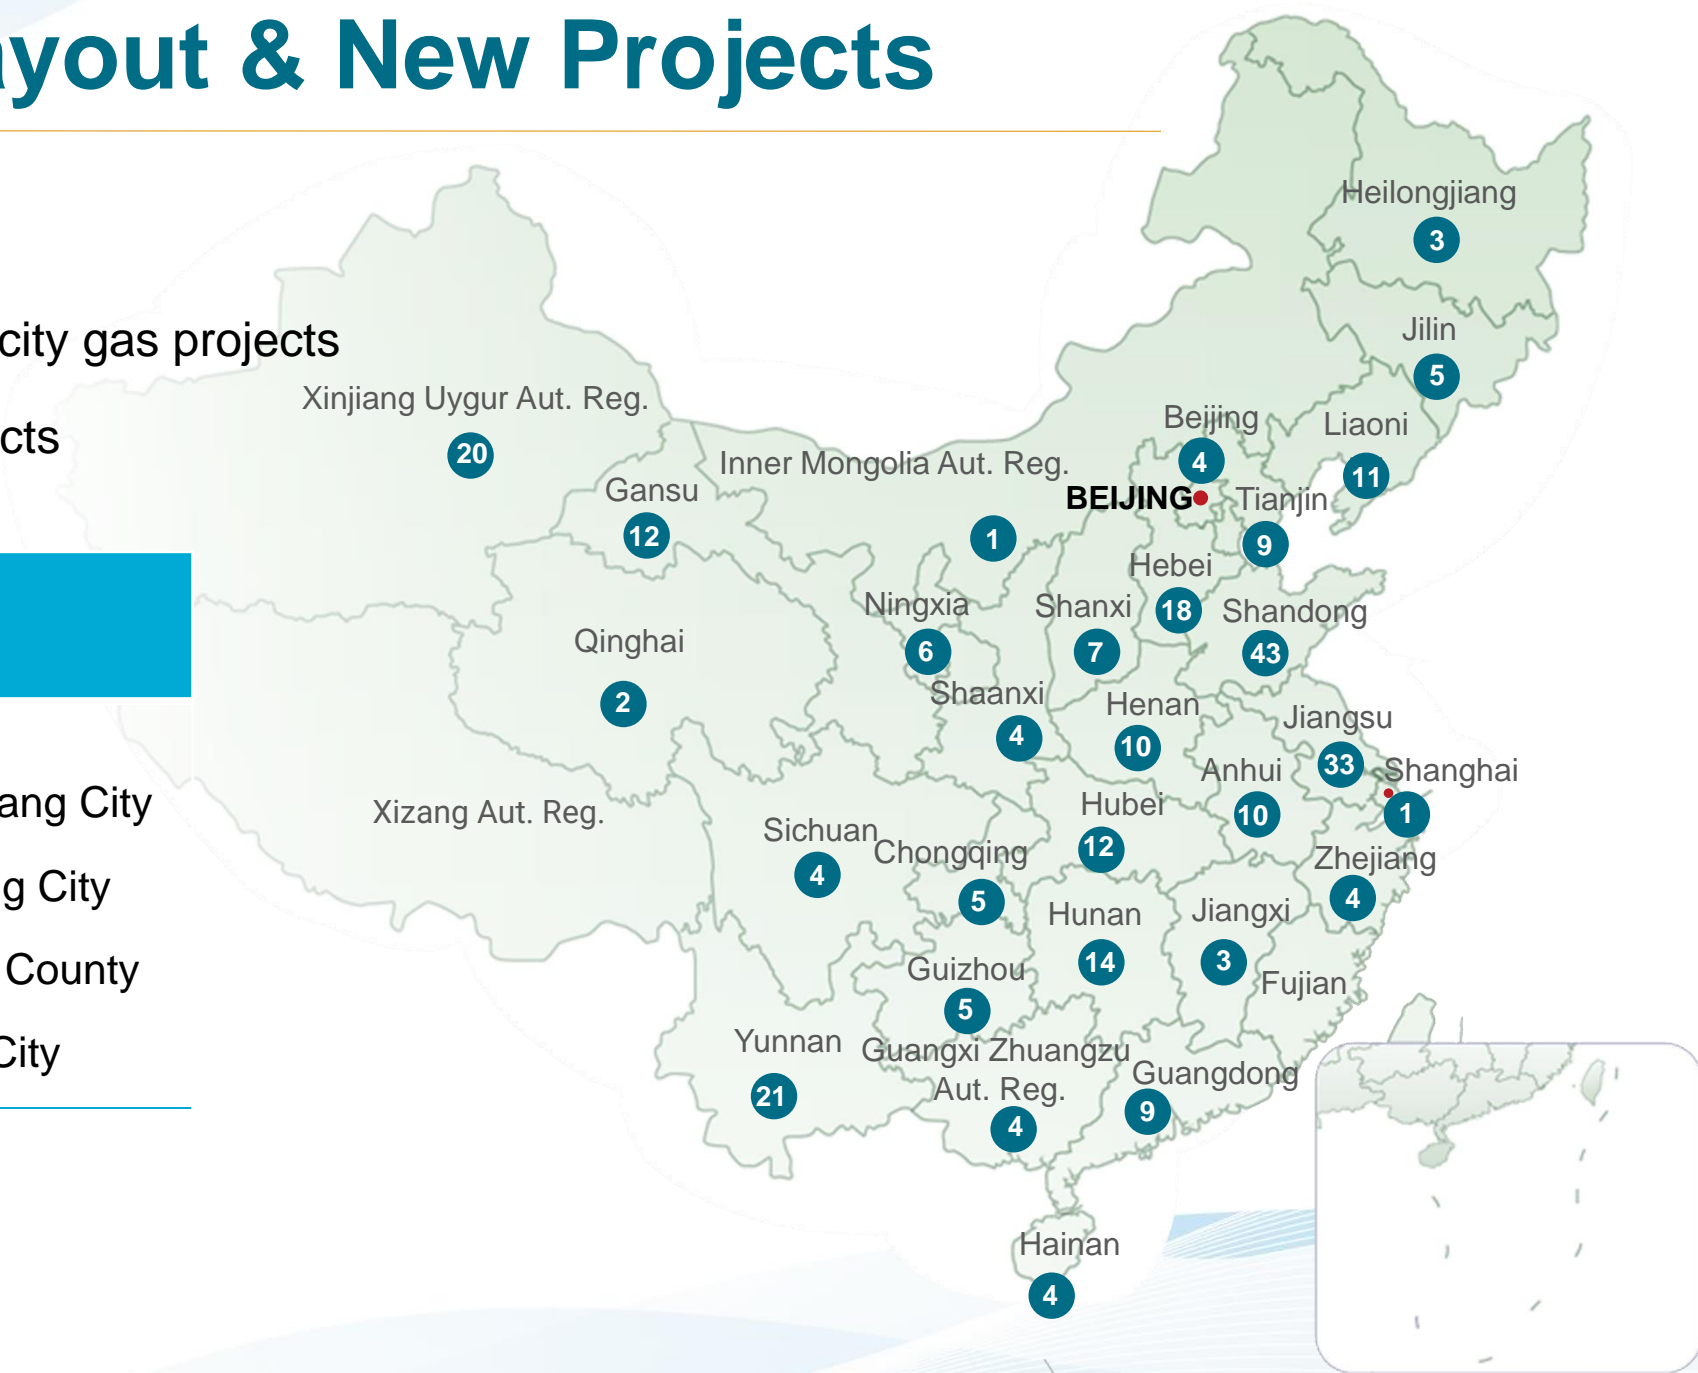 ayout & New Projects
city gas projects
cts
ang City
g City
County
City
Heilongjiang
3
Jilin
5
Xinjiang Uygur Aut. Reg.
20
Beijing
4
Liaoni
11
Inner Mongolia Aut. Reg.
1
Gansu
12
BEIJING
Tianjin
9
Hebei
18
Ningxia
6
Shanxi
7
Shandong
43
Qinghai
2
Shaanxi
4
Henan
10
Jiangsu
33
Anhui
10
Shanghai
1
Xizang Aut. Reg.
Hubei
12
Sichuan
4
Chongqing
5
Zhejiang
4
Hunan
14
Jiangxi
3
Guizhou
5
Fujian
Yunnan
21
Guangxi Zhuangzu
Aut. Reg.
4
Guangdong
9
Hainan
4